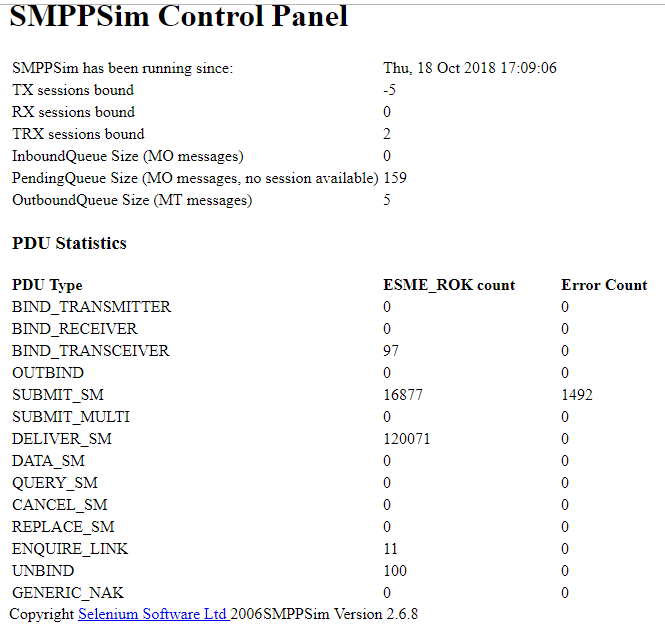 SMPPSim Control Panel
SMPPSim has been running since: Thu, 18 Oct 2018 17:09:06
TX sessions bound -5
RX sessions bound 0
TRX sessions bound 2
InboundQueue Size (MO messages) 0
PendingQueue Size (MO messages, no session available) 159
OutboundQueue Size (MT messages) 5
PDU Statistics
PDU Type ESME_ROK count Error Count
BIND_TRANSMITTER 0 0
BIND_RECEIVER 0 0
BIND_TRANSCEIVER 97 0
OUTBIND 0 0
SUBMIT_SM 16877 1492
SUBMIT_MULTI 0 0
DELIVER_SM 120071 0
DATA_SM 0 0
QUERY_SM 0 0
CANCEL_SM 0 0
REPLACE_SM 0 0
ENQUIRE_LINK 11 0
UNBIND 100 0
GENERIC_NAK 0 0
Copyright Selenium Software Ltd 2006SMPPSim Version 2.6.8